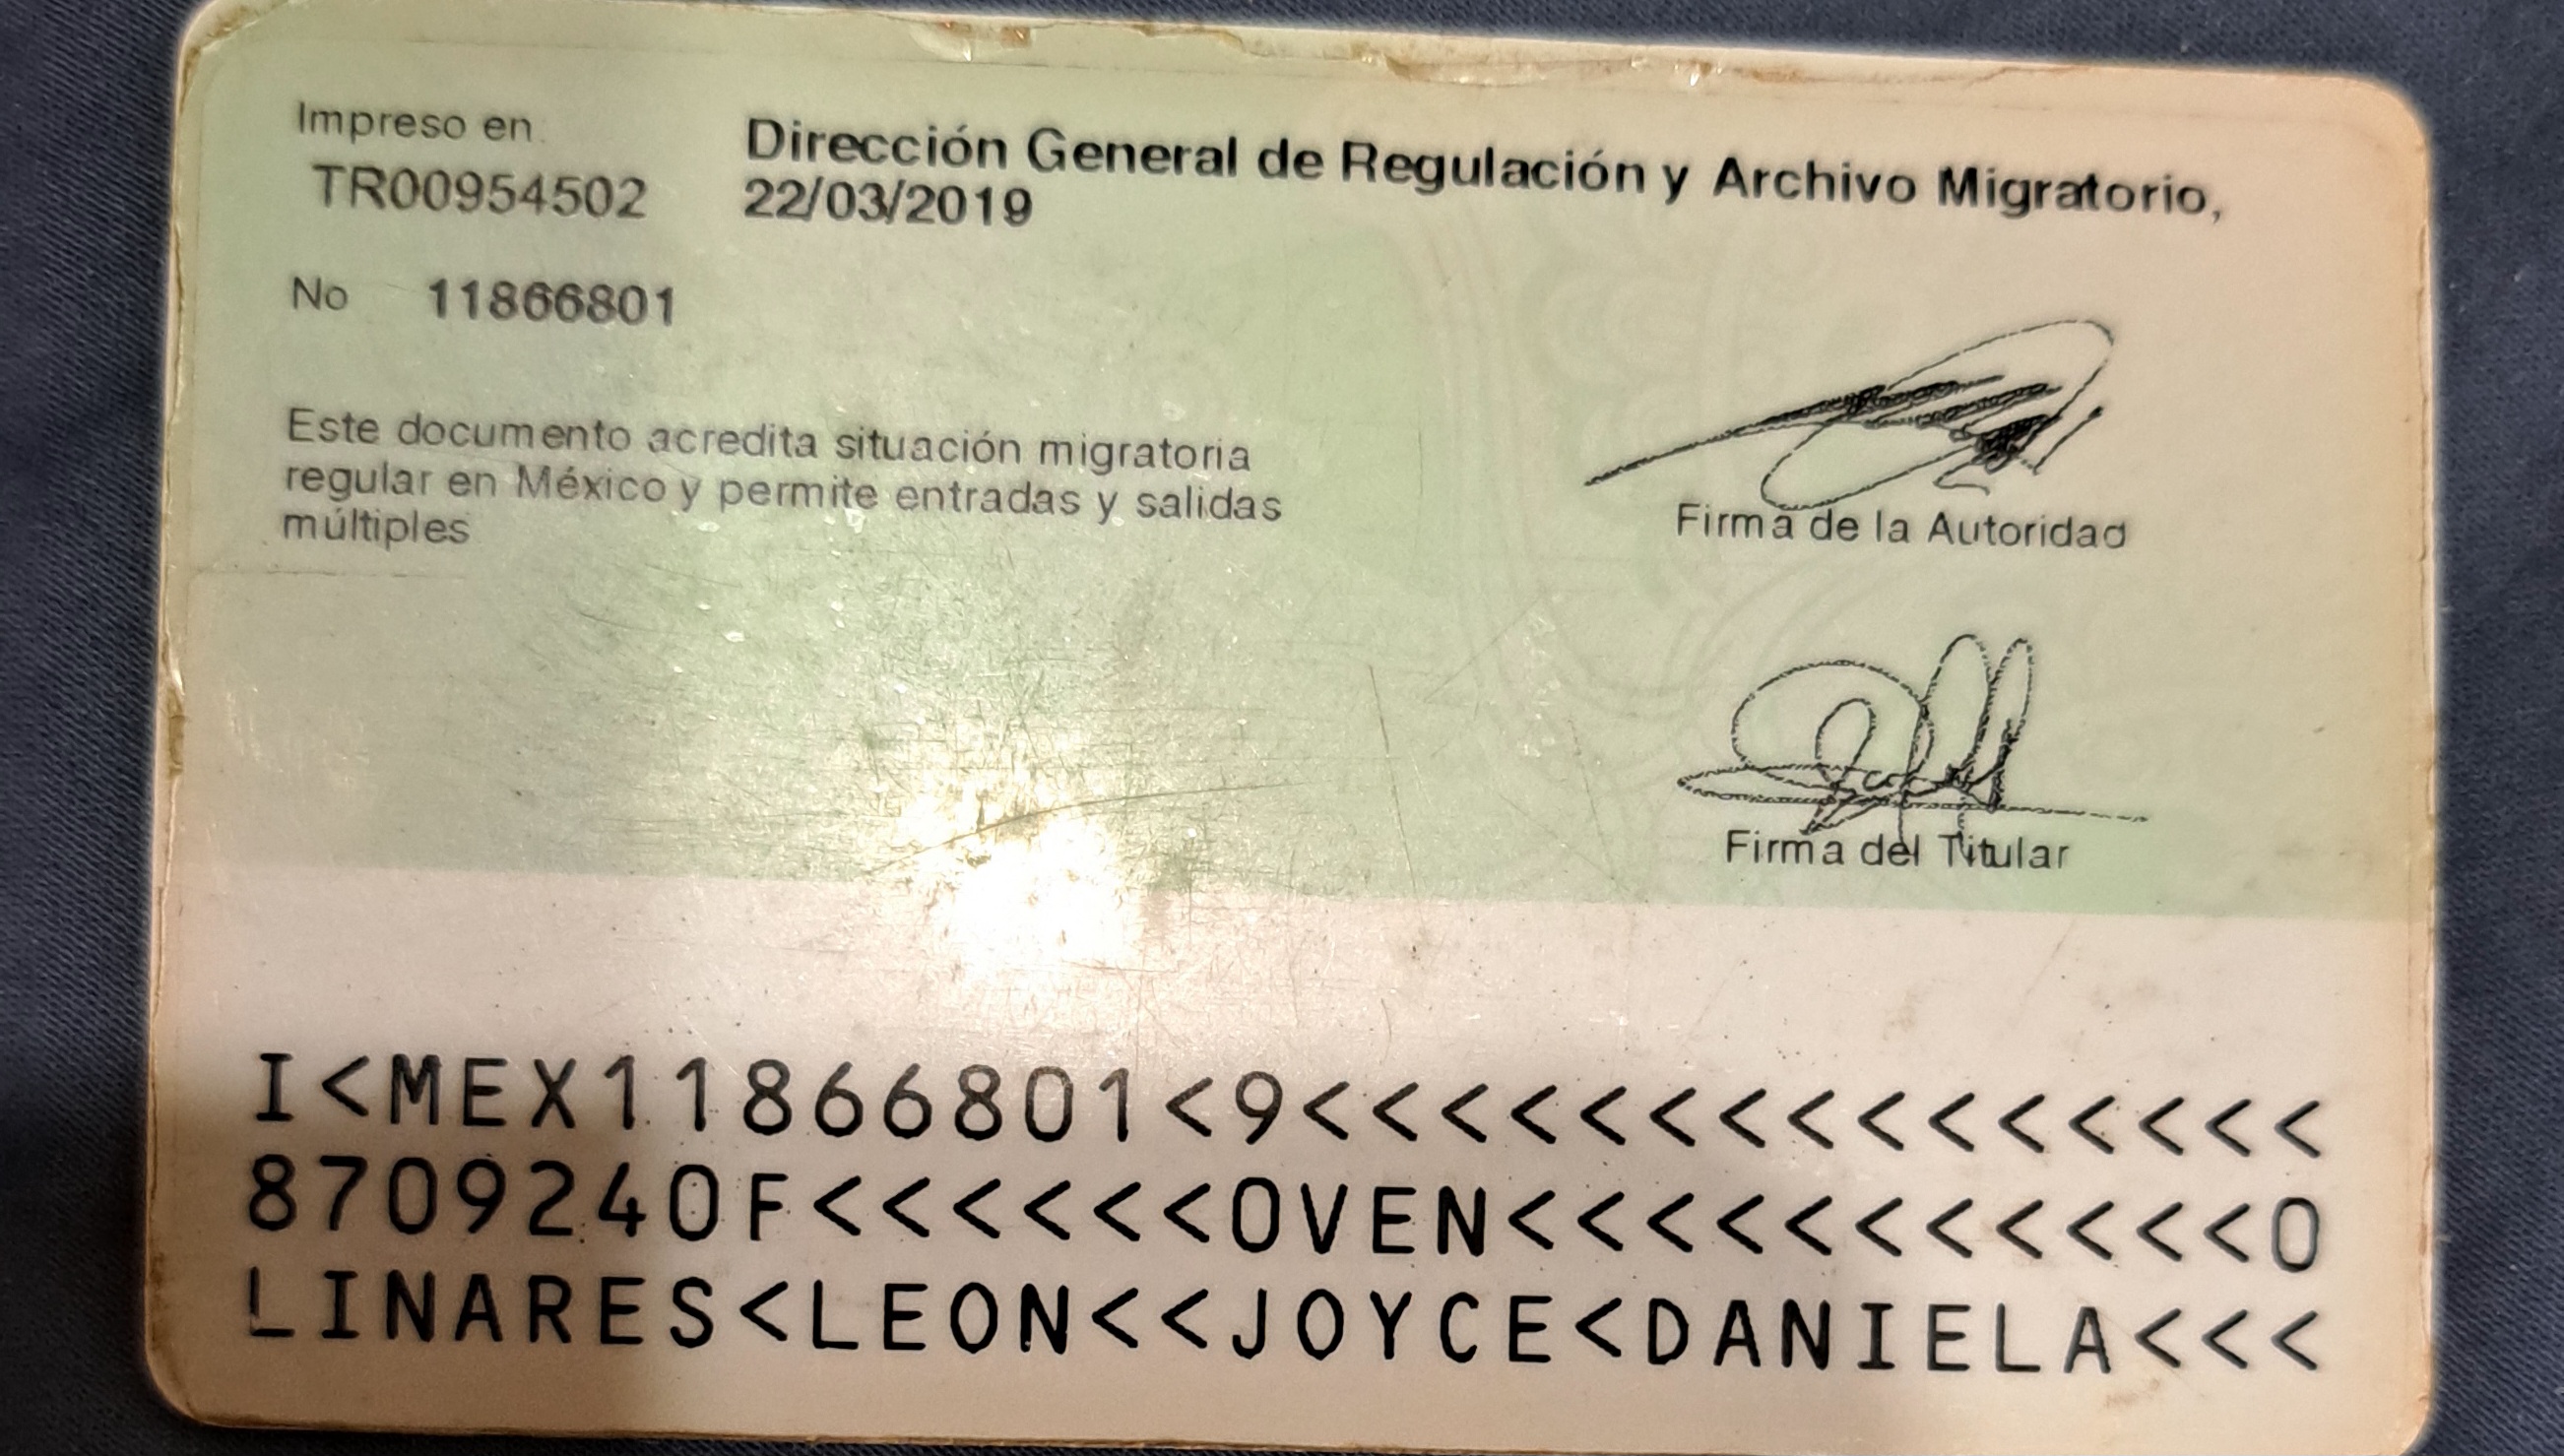 Impreso en
TR00954502
Dirección General de Regulación y Archivo Migratorio,
22/03/2019
No 11866801
Este documento acredita situación migratoria
regular en México y permite entradas y salidas
múltiples
Firma de la Autoridad
Firma del Titular
I<MEX11866801<9<<<<<<<<<<<<<<<
8709240F<<<<<<OVEN<<<<<<<<<<<0
LINARES<LEON<<JOYCE<DANIELA<<<